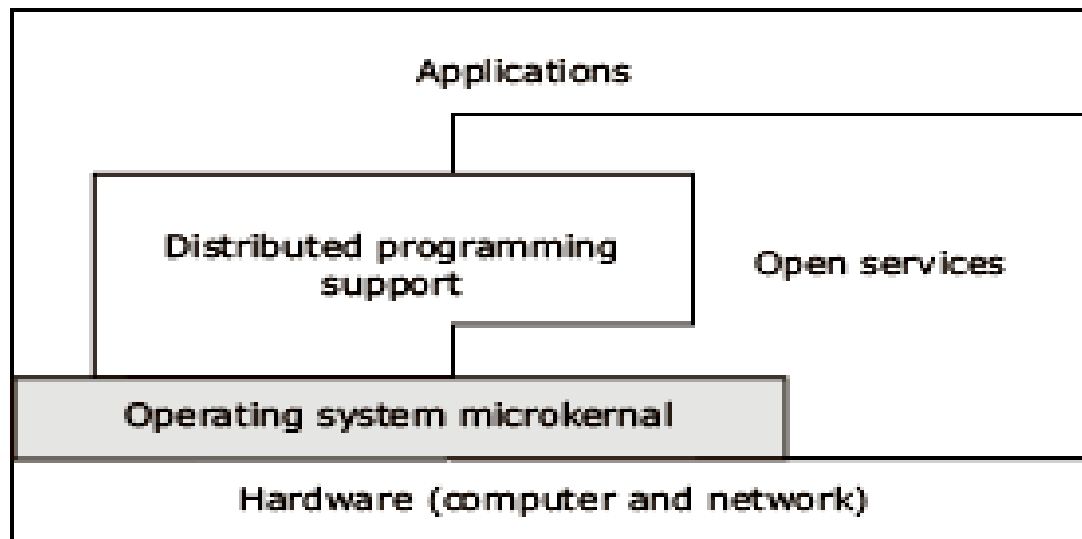 Applications
Distributed programming
support
Open services
Operating system microkernal
Hardware (computer and network)